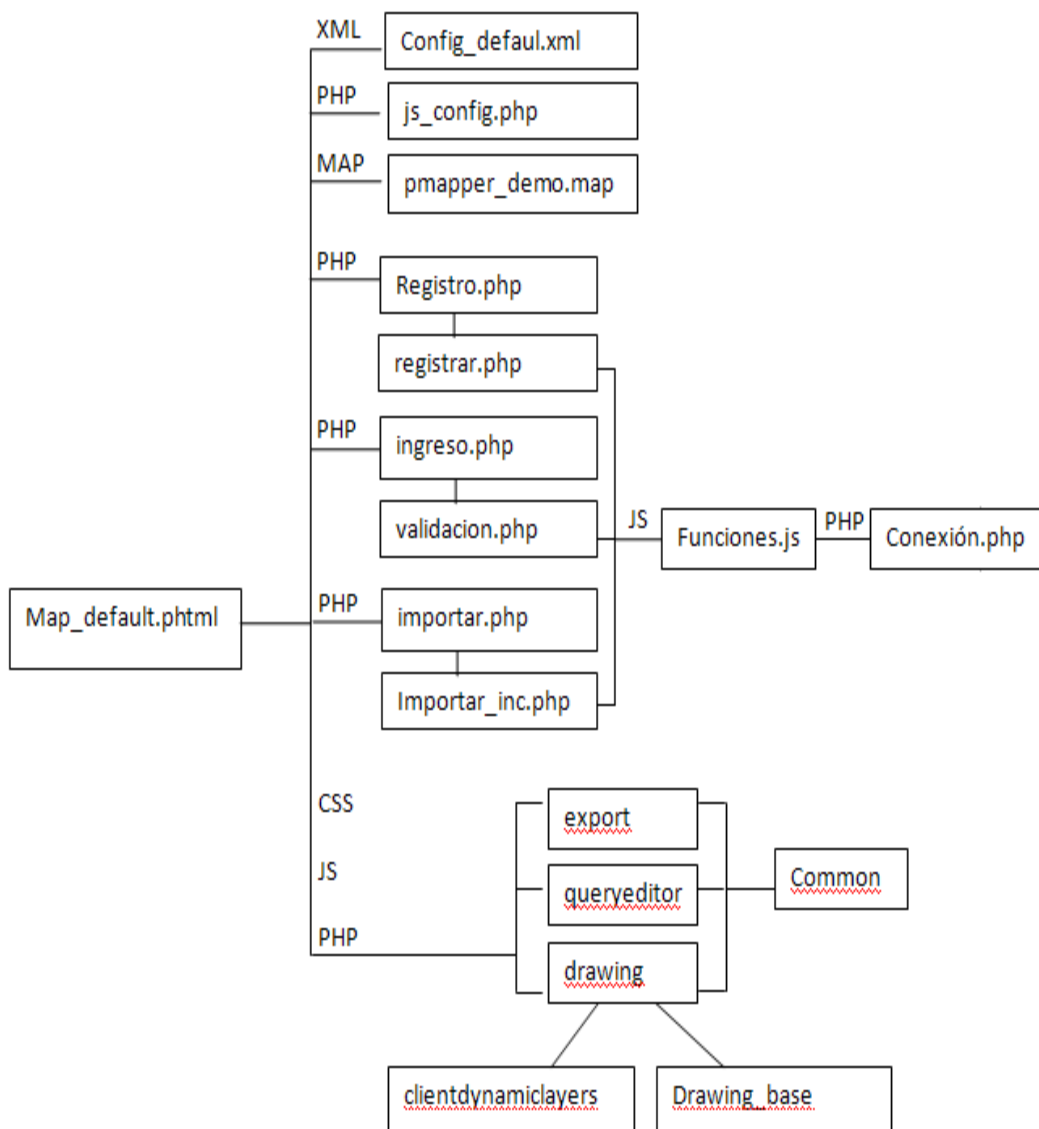 XML
Config_defaul.xml
PHP
js_config.php
MAP
pmapper_demo.map
PHP
Registro.php
registrar.php
PHP
ingreso.php
validacion.php
JS
Funciones.js
PHP
Conexión.php
Map_default.phtml
PHP
importar.php
Importar_inc.php
CSS
export
JS
queryeditor
Common
PHP
drawing
clientdynamiclayers
Drawing_base